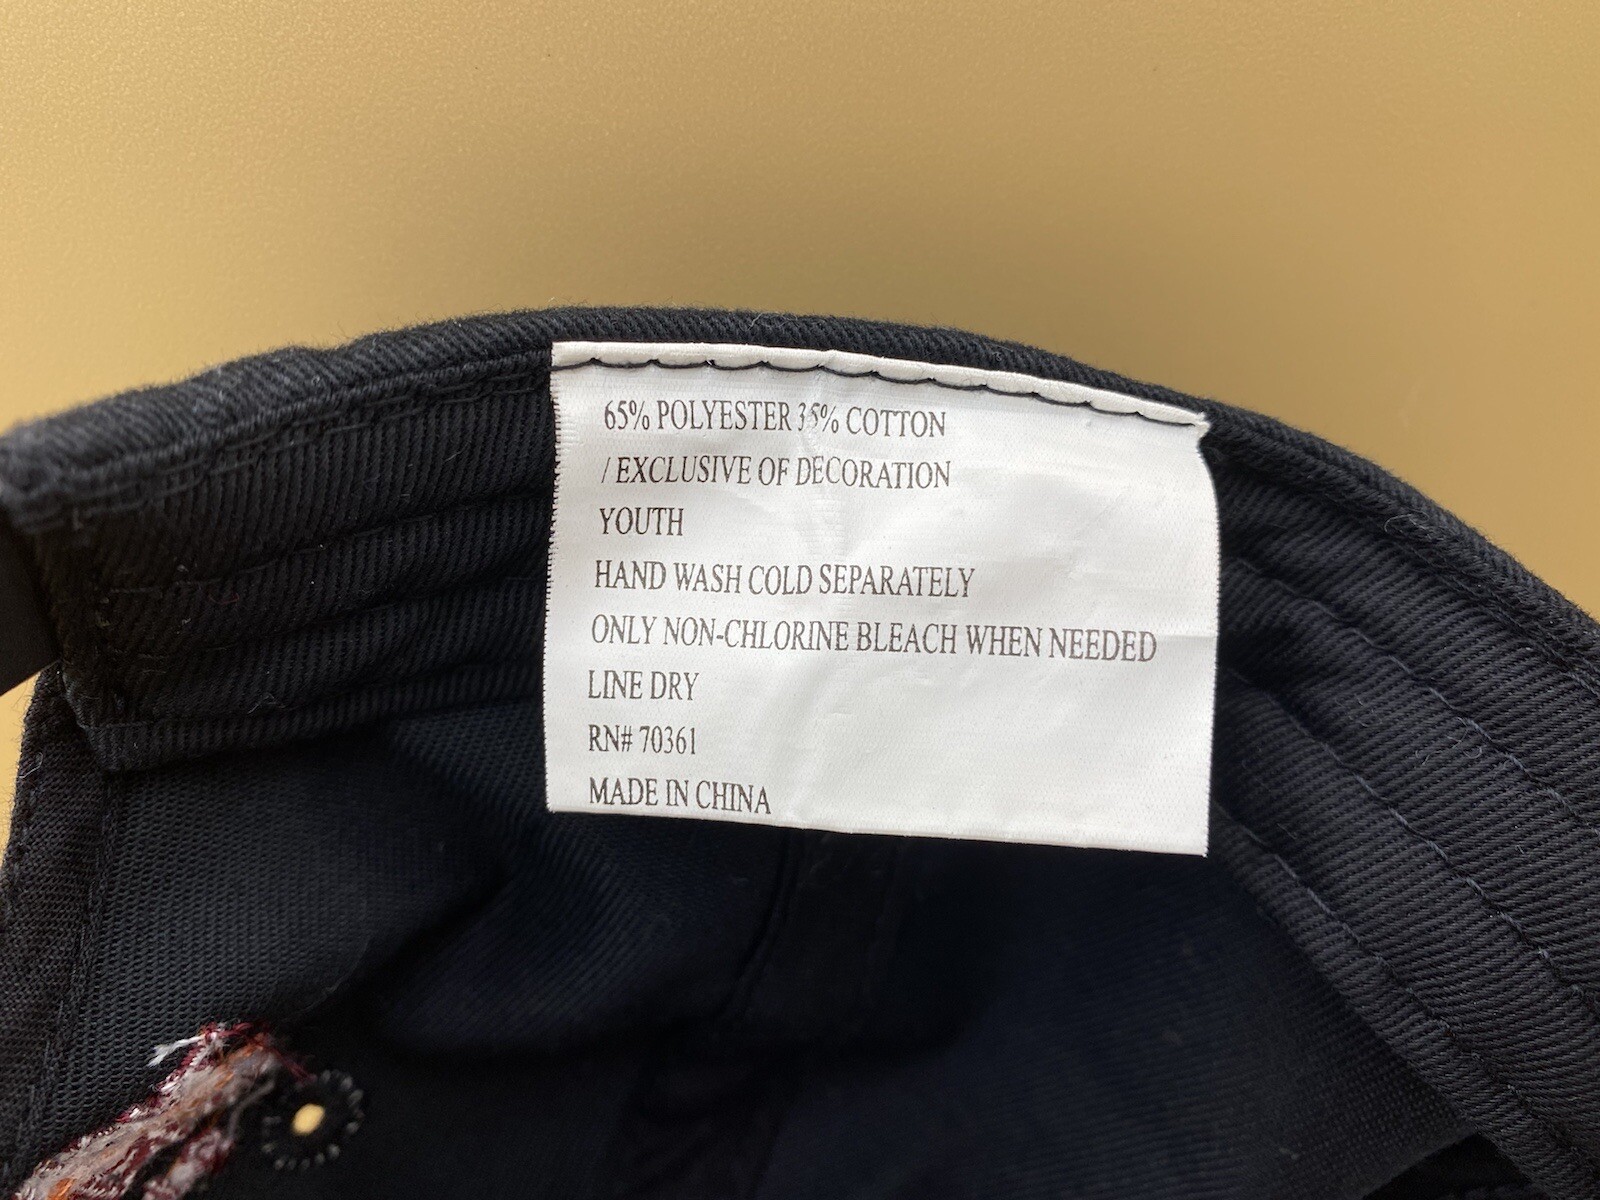 65% POLYESTER 35% COTTON
/ EXCLUSIVE OF DECORATION
YOUTH
HAND WASH COLD SEPARATELY
ONLY NON-CHLORINE BLEACH WHEN NEEDED
LINE DRY
RN# 70361
MADE IN CHINA